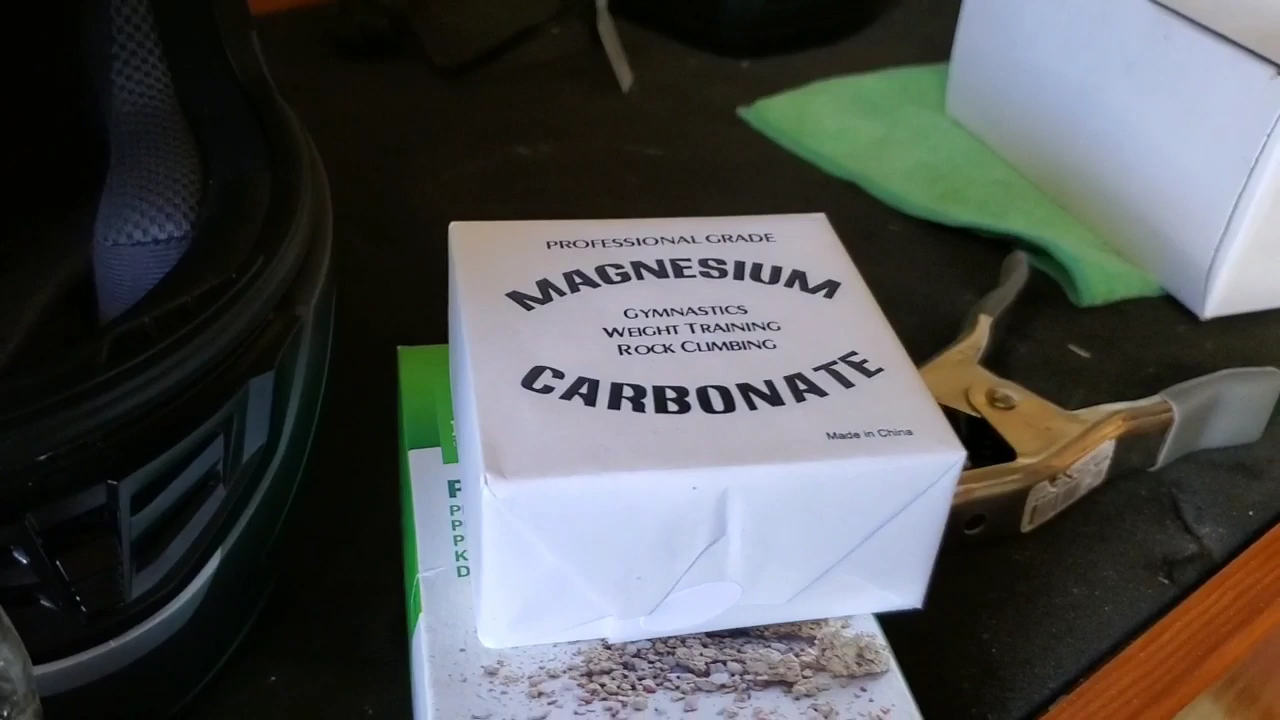 PROFESSIONAL GRADE
MAGNESIUM
GYMNASTICS
WEIGHT TRAINING
ROCK CLIMBING
CARBONATE
Made in China